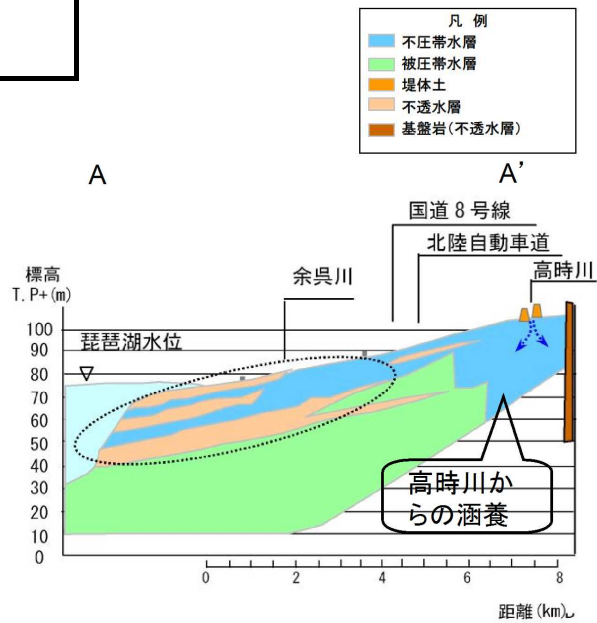 凡 例
不圧帯水層
被圧帯水層
堤体土
不透水層
基盤岩(不透水層)
A
A’
国道８号線
北陸自動車道
高時川
余呉川
標高
T.P+(m)
琵琶湖水位
100
90
80
70
60
50
40
30
20
10
0
高時川か
らの涵養
0 2 4 6 8
距離(km)